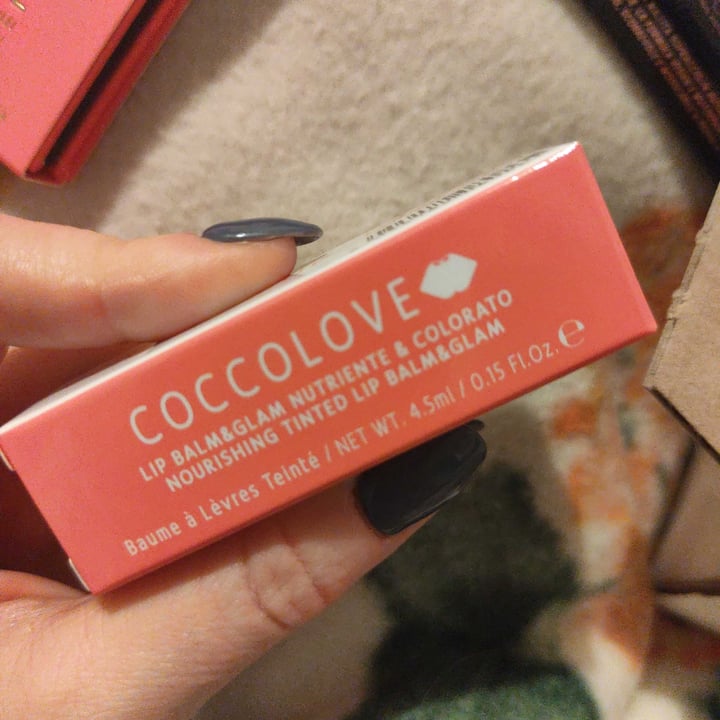 COCCOLOVE
LIP BALM&GLAM NUTRIENTE & COLORATO
NOURISHING TINTED LIP BALM&GLAM
Baume à Lèvres Teinté / NET WT. 4.5ml / 0.15 Fl.Oz. ℮